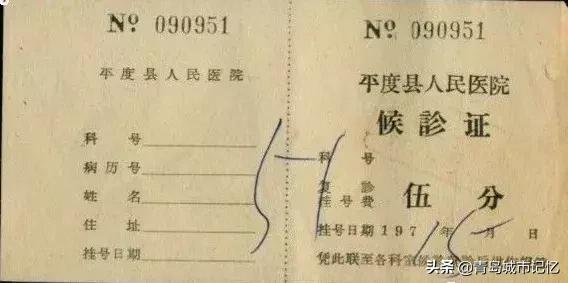 № 090951
平度县人民医院
科号
病历号
姓名
住址
挂号日期
№ 090951
平度县人民医院
候診证
科号
复診
挂号费 伍分
挂号日期197 年 月 日
凭此联至各科室
头条 @青岛城市记忆